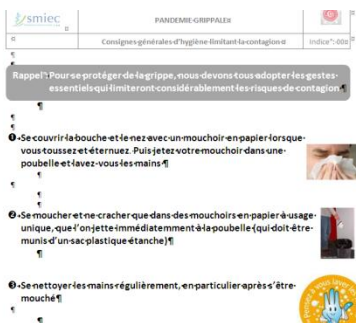 smiec
PANDEMIE-GRIPPALE
Consignes générales d'hygiène limitant la contagion
Indice : 00
Rappel : Pour se protéger de la grippe, nous devons tous adopter les gestes
essentiels qui limiteront considérablement les risques de contagion
❶ Se couvrir la bouche et le nez avec un mouchoir en papier lorsque
vous toussez et éternuez. Puis jetez votre mouchoir dans une
poubelle et lavez-vous les mains
❷ Se moucher et ne cracher que dans des mouchoirs en papier à usage
unique, que l'on jette immédiatemment à la poubelle (qui doit être
munis d'un sac plastique étanche)
❸ Se nettoyer les mains régulièrement, en particulier après s'être
mouché
Pensez à vous laver les